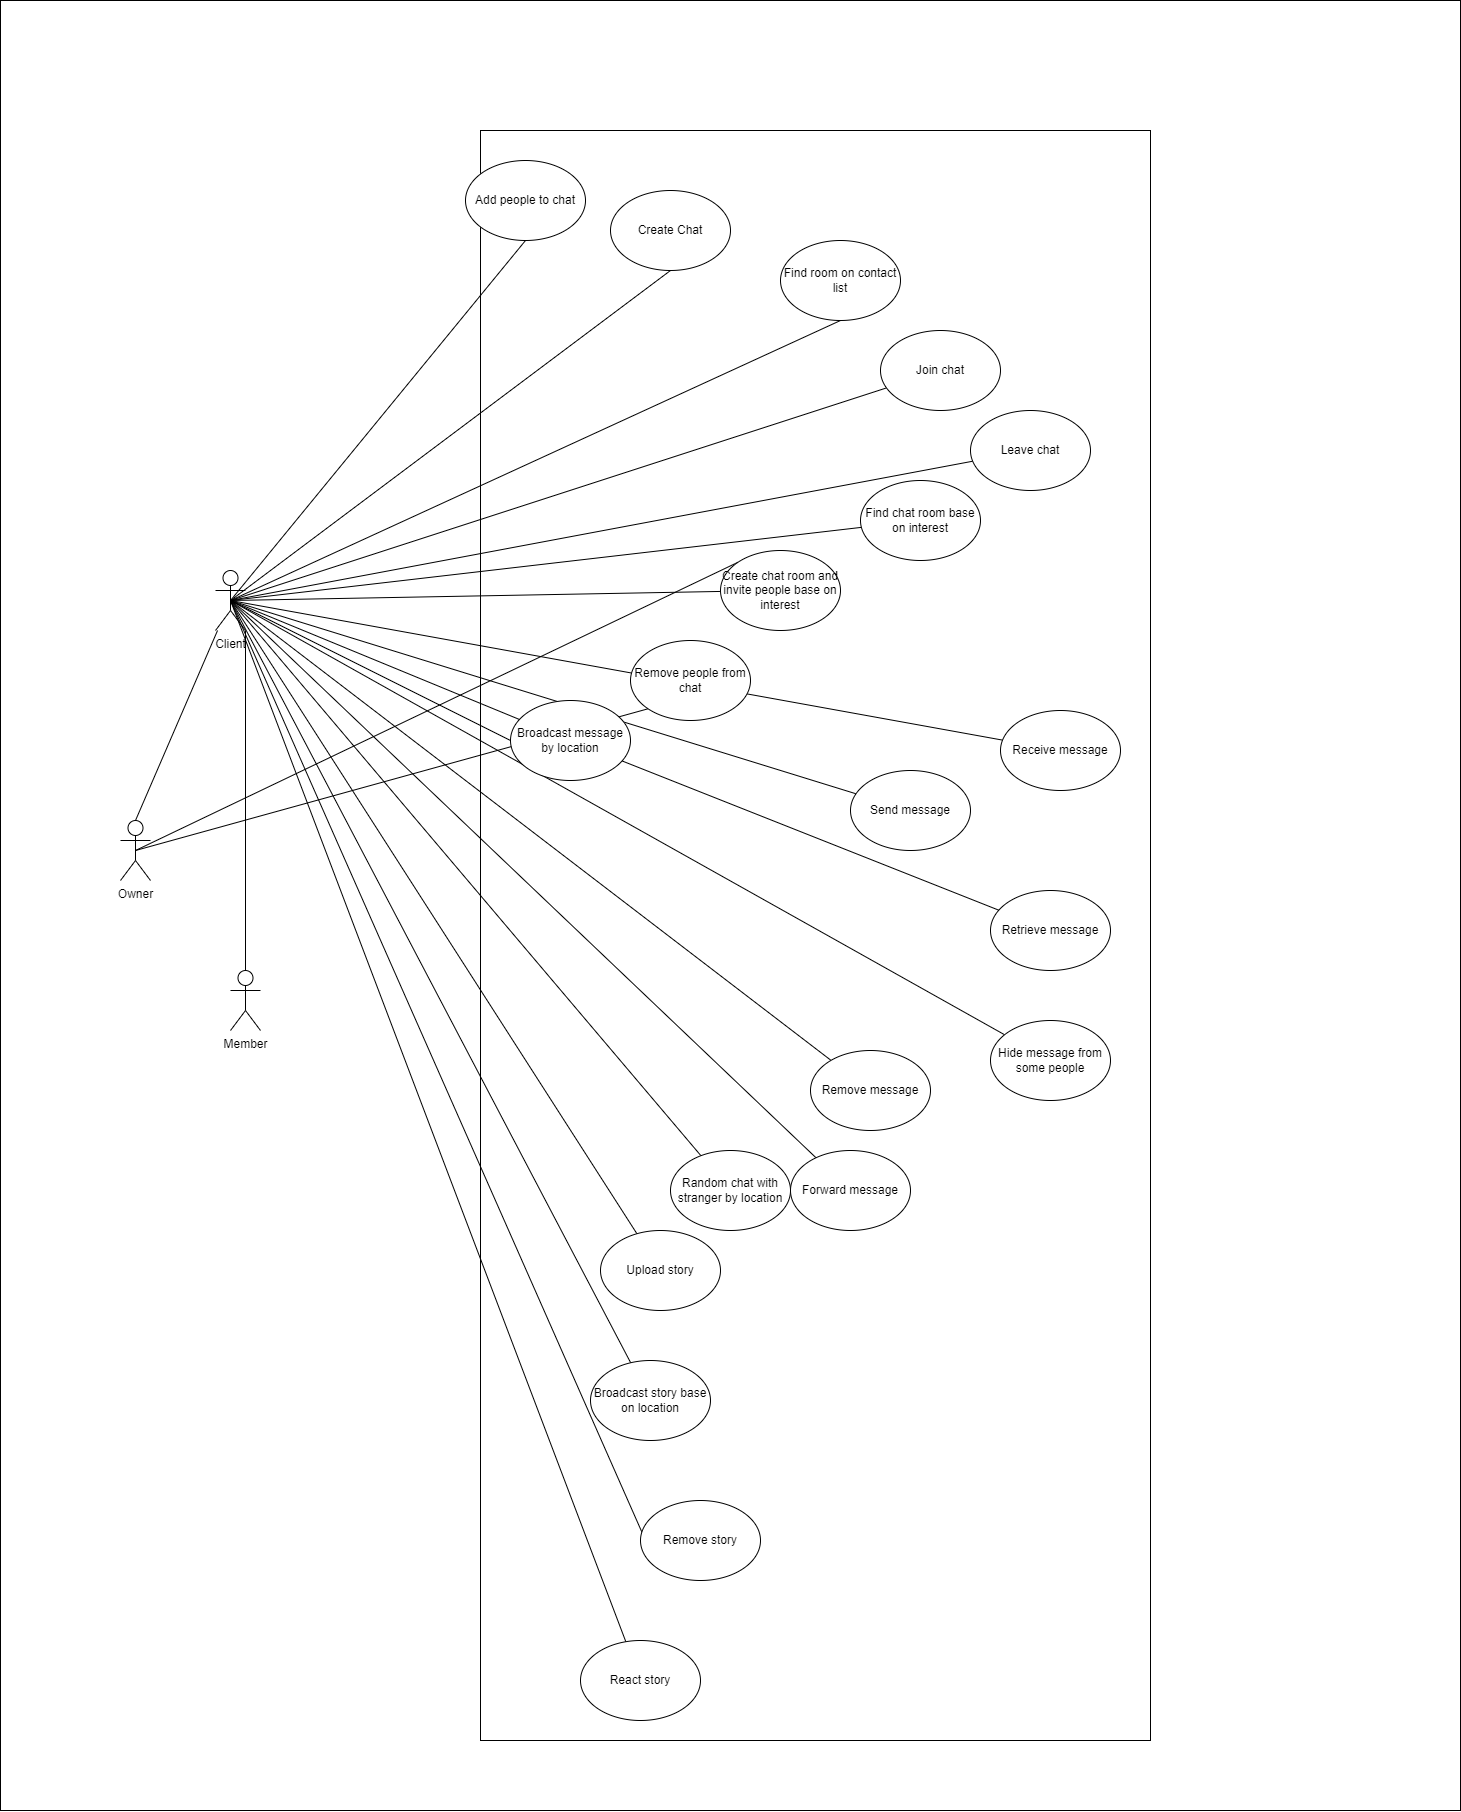 Add people to chat
Create Chat
Find room on contact
list
Join chat
Leave chat
Find chat room base
on interest
Create chat room and
invite people base on
interest
Client
Remove people from
chat
Broadcast message
by location
Receive message
Send message
Owner
Retrieve message
Member
Hide message from
some people
Remove message
Random chat with
stranger by location
Forward message
Upload story
Broadcast story base
on location
Remove story
React story